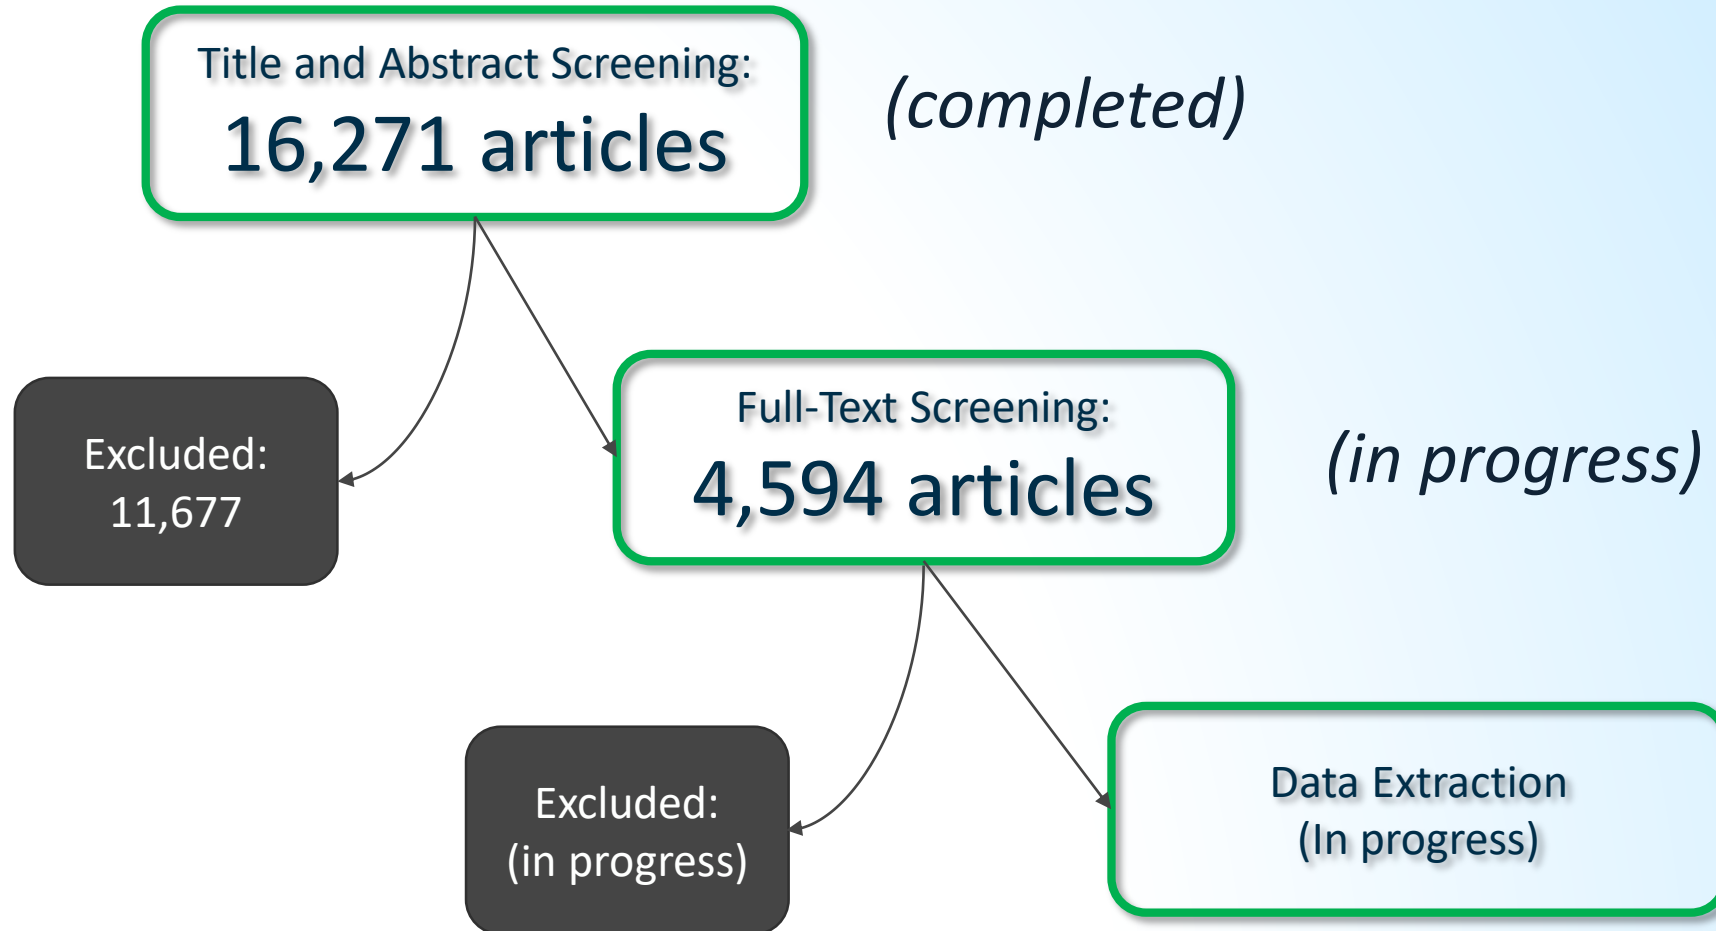 Title and Abstract Screening:
16,271 articles
(completed)
Excluded:
11,677
Full-Text Screening:
4,594 articles
(in progress)
Excluded:
(in progress)
Data Extraction
(In progress)